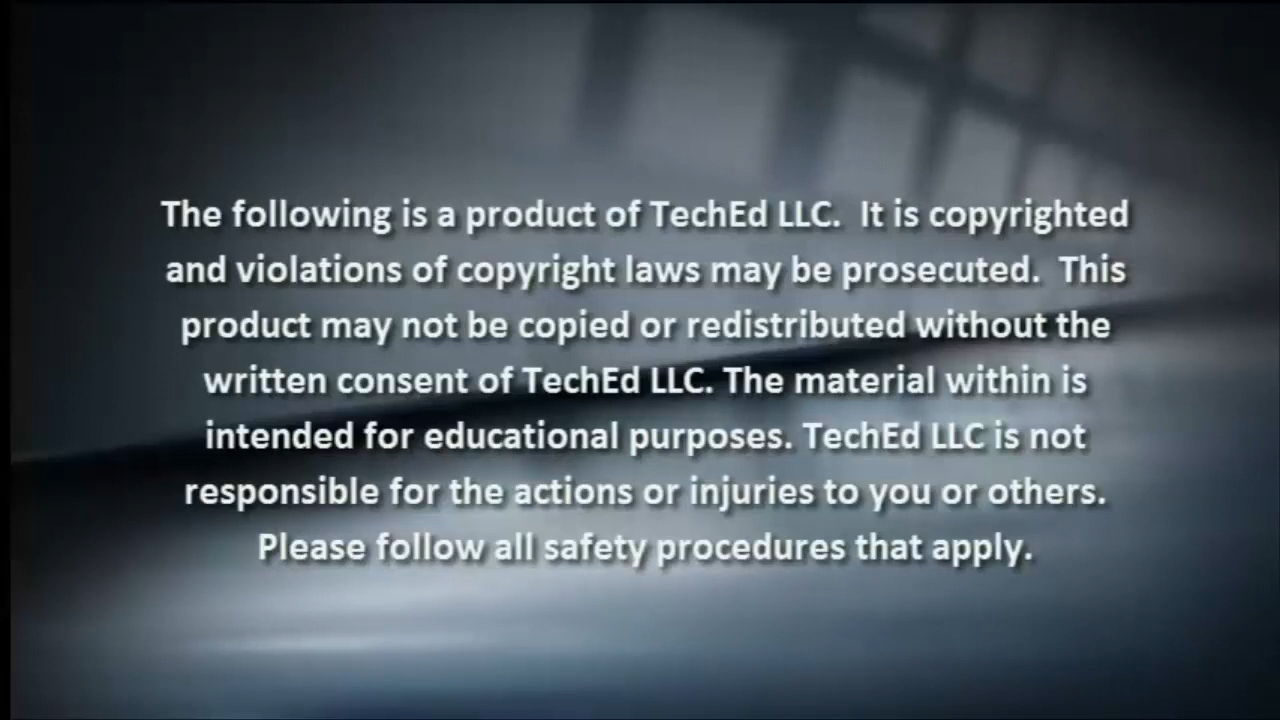 The following is a product of TechEd LLC.  It is copyrighted
and violations of copyright laws may be prosecuted.  This
product may not be copied or redistributed without the
written consent of TechEd LLC. The material within is
intended for educational purposes. TechEd LLC is not
responsible for the actions or injuries to you or others.
Please follow all safety procedures that apply.